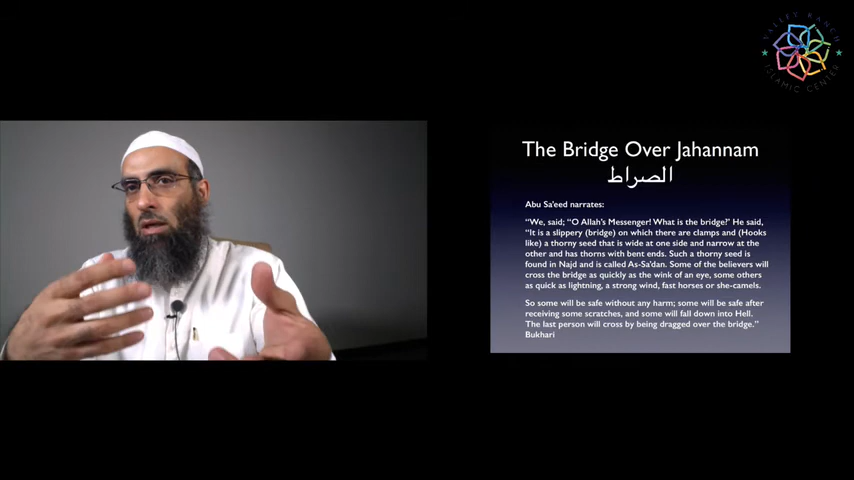 VALLEY RANCH
ISLAMIC CENTER
The Bridge Over Jahannam
الصراط
Abu Sa'eed narrates:
"We, said; "O Allah's Messenger! What is the bridge?' He said,
"It is a slippery (bridge) on which there are clamps and (Hooks
like) a thorny seed that is wide at one side and narrow at the
other and has thorns with bent ends. Such a thorny seed is
found in Najd and is called As-Sa'dan. Some of the believers will
cross the bridge as quickly as the wink of an eye, some others
as quick as lightning, a strong wind, fast horses or she-camels.
So some will be safe without any harm; some will be safe after
receiving some scratches, and some will fall down into Hell.
The last person will cross by being dragged over the bridge."
Bukhari